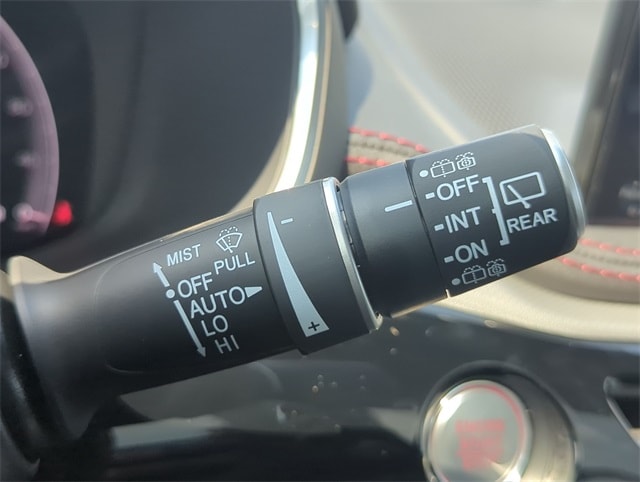 MIST
PULL
OFF
AUTO
LO
HI
- 
+
OFF
INT
ON
REAR